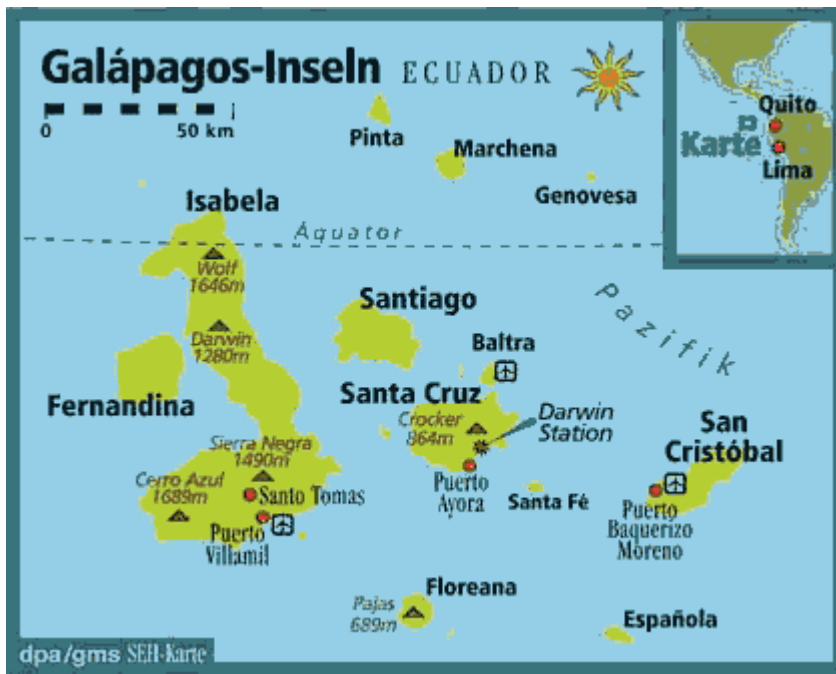 Galápagos-Inseln ECUADOR
0 50 km
Quito
Karte
Lima
Pinta
Marchena
Genovesa
Isabela
Äquator
Wolf
1646m
Santiago
Pazifik
Darwin
1280m
Baltra
Fernandina
Santa Cruz
Crocker
864m
Darwin
Station
San
Cristóbal
Sierra Negra
1490m
Cerro Azul
1689m
Santo Tomas
Puerto
Ayora
Santa Fé
Puerto
Villamil
Puerto
Baquerizo
Moreno
Floreana
Pajas
689m
Española
dpa/gms SEH-Karte